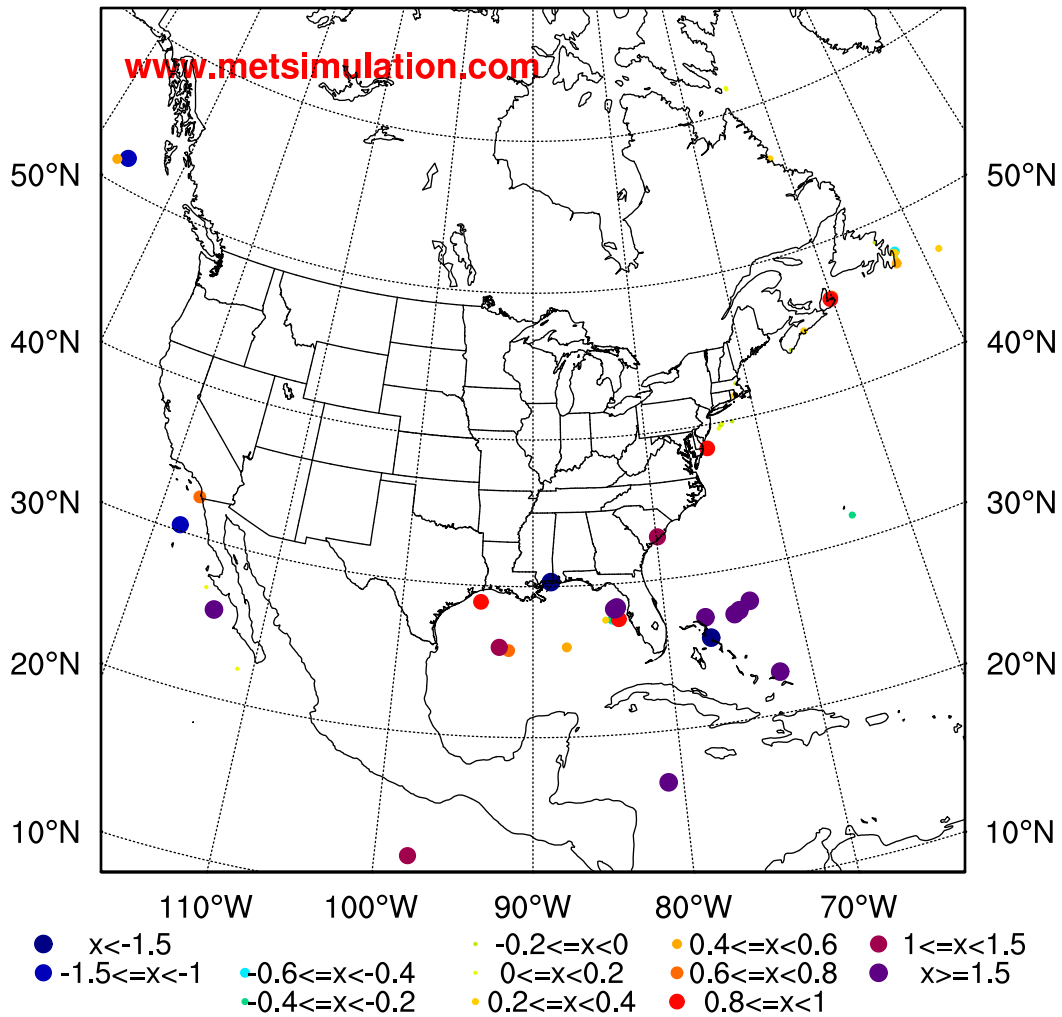 www.metsimulation.com
50°N 50°N
40°N 40°N
30°N 30°N
20°N 20°N
10°N 10°N
110°W 100°W 90°W 80°W 70°W
x<-1.5 -0.2<=x<0 0.4<=x<0.6 1<=x<1.5
-1.5<=x<-1 -0.6<=x<-0.4 0<=x<0.2 0.6<=x<0.8 x>=1.5
-0.4<=x<-0.2 0.2<=x<0.4 0.8<=x<1